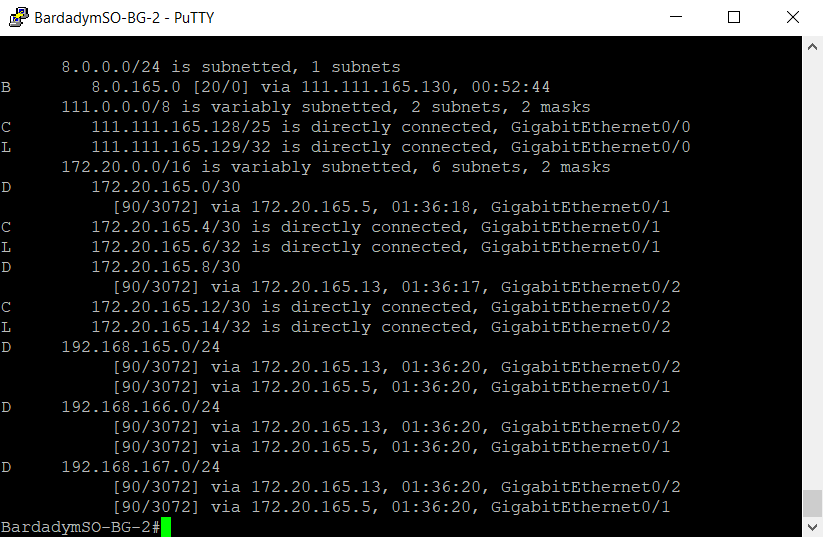 BardadymSO-BG-2 - PuTTY
8.0.0.0/24 is subnetted, 1 subnets
B        8.0.165.0 [20/0] via 111.111.165.130, 00:52:44
111.0.0.0/8 is variably subnetted, 2 subnets, 2 masks
C        111.111.165.128/25 is directly connected, GigabitEthernet0/0
L        111.111.165.129/32 is directly connected, GigabitEthernet0/0
172.20.0.0/16 is variably subnetted, 6 subnets, 2 masks
D        172.20.165.0/30
[90/3072] via 172.20.165.5, 01:36:18, GigabitEthernet0/1
C        172.20.165.4/30 is directly connected, GigabitEthernet0/1
L        172.20.165.6/32 is directly connected, GigabitEthernet0/1
D        172.20.165.8/30
[90/3072] via 172.20.165.13, 01:36:17, GigabitEthernet0/2
C        172.20.165.12/30 is directly connected, GigabitEthernet0/2
L        172.20.165.14/32 is directly connected, GigabitEthernet0/2
D     192.168.165.0/24
[90/3072] via 172.20.165.13, 01:36:20, GigabitEthernet0/2
[90/3072] via 172.20.165.5, 01:36:20, GigabitEthernet0/1
D     192.168.166.0/24
[90/3072] via 172.20.165.13, 01:36:20, GigabitEthernet0/2
[90/3072] via 172.20.165.5, 01:36:20, GigabitEthernet0/1
D     192.168.167.0/24
[90/3072] via 172.20.165.13, 01:36:20, GigabitEthernet0/2
[90/3072] via 172.20.165.5, 01:36:20, GigabitEthernet0/1
BardadymSO-BG-2#